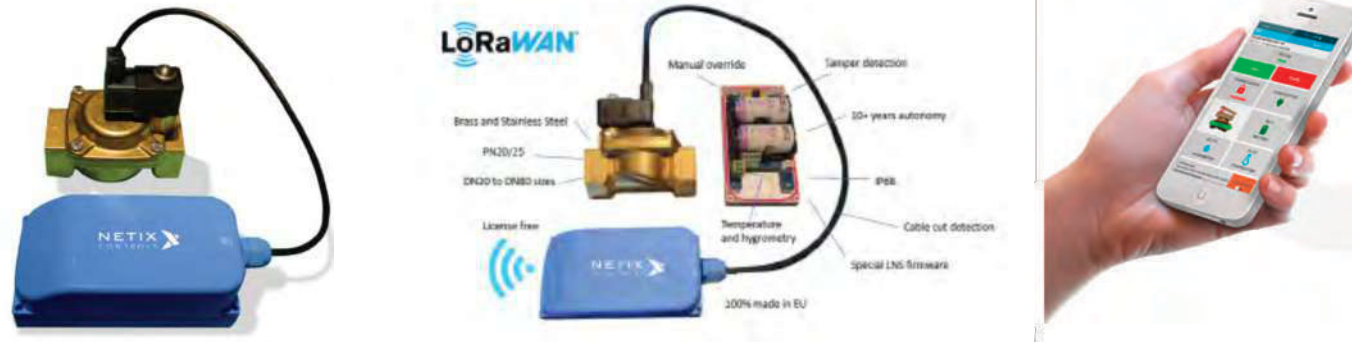 NETIX
CONTROLS
LoRaWAN
Manual override
Tamper detection
10+ years autonomy
Brass and Stainless Steel
PN20/25
DN20 to DN80 sizes
IP68
License free
Temperature
and hygrometry
Cable cut detection
Special LNS firmware
NETIX
100% made in EU